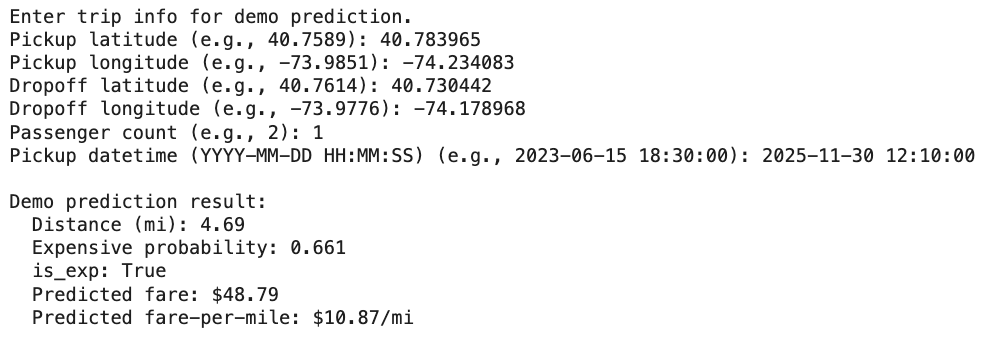 Enter trip info for demo prediction.
Pickup latitude (e.g., 40.7589): 40.783965
Pickup longitude (e.g., -73.9851): -74.234083
Dropoff latitude (e.g., 40.7614): 40.730442
Dropoff longitude (e.g., -73.9776): -74.178968
Passenger count (e.g., 2): 1
Pickup datetime (YYYY-MM-DD HH:MM:SS) (e.g., 2023-06-15 18:30:00): 2025-11-30 12:10:00

Demo prediction result:
  Distance (mi): 4.69
  Expensive probability: 0.661
  is_exp: True
  Predicted fare: $48.79
  Predicted fare-per-mile: $10.87/mi